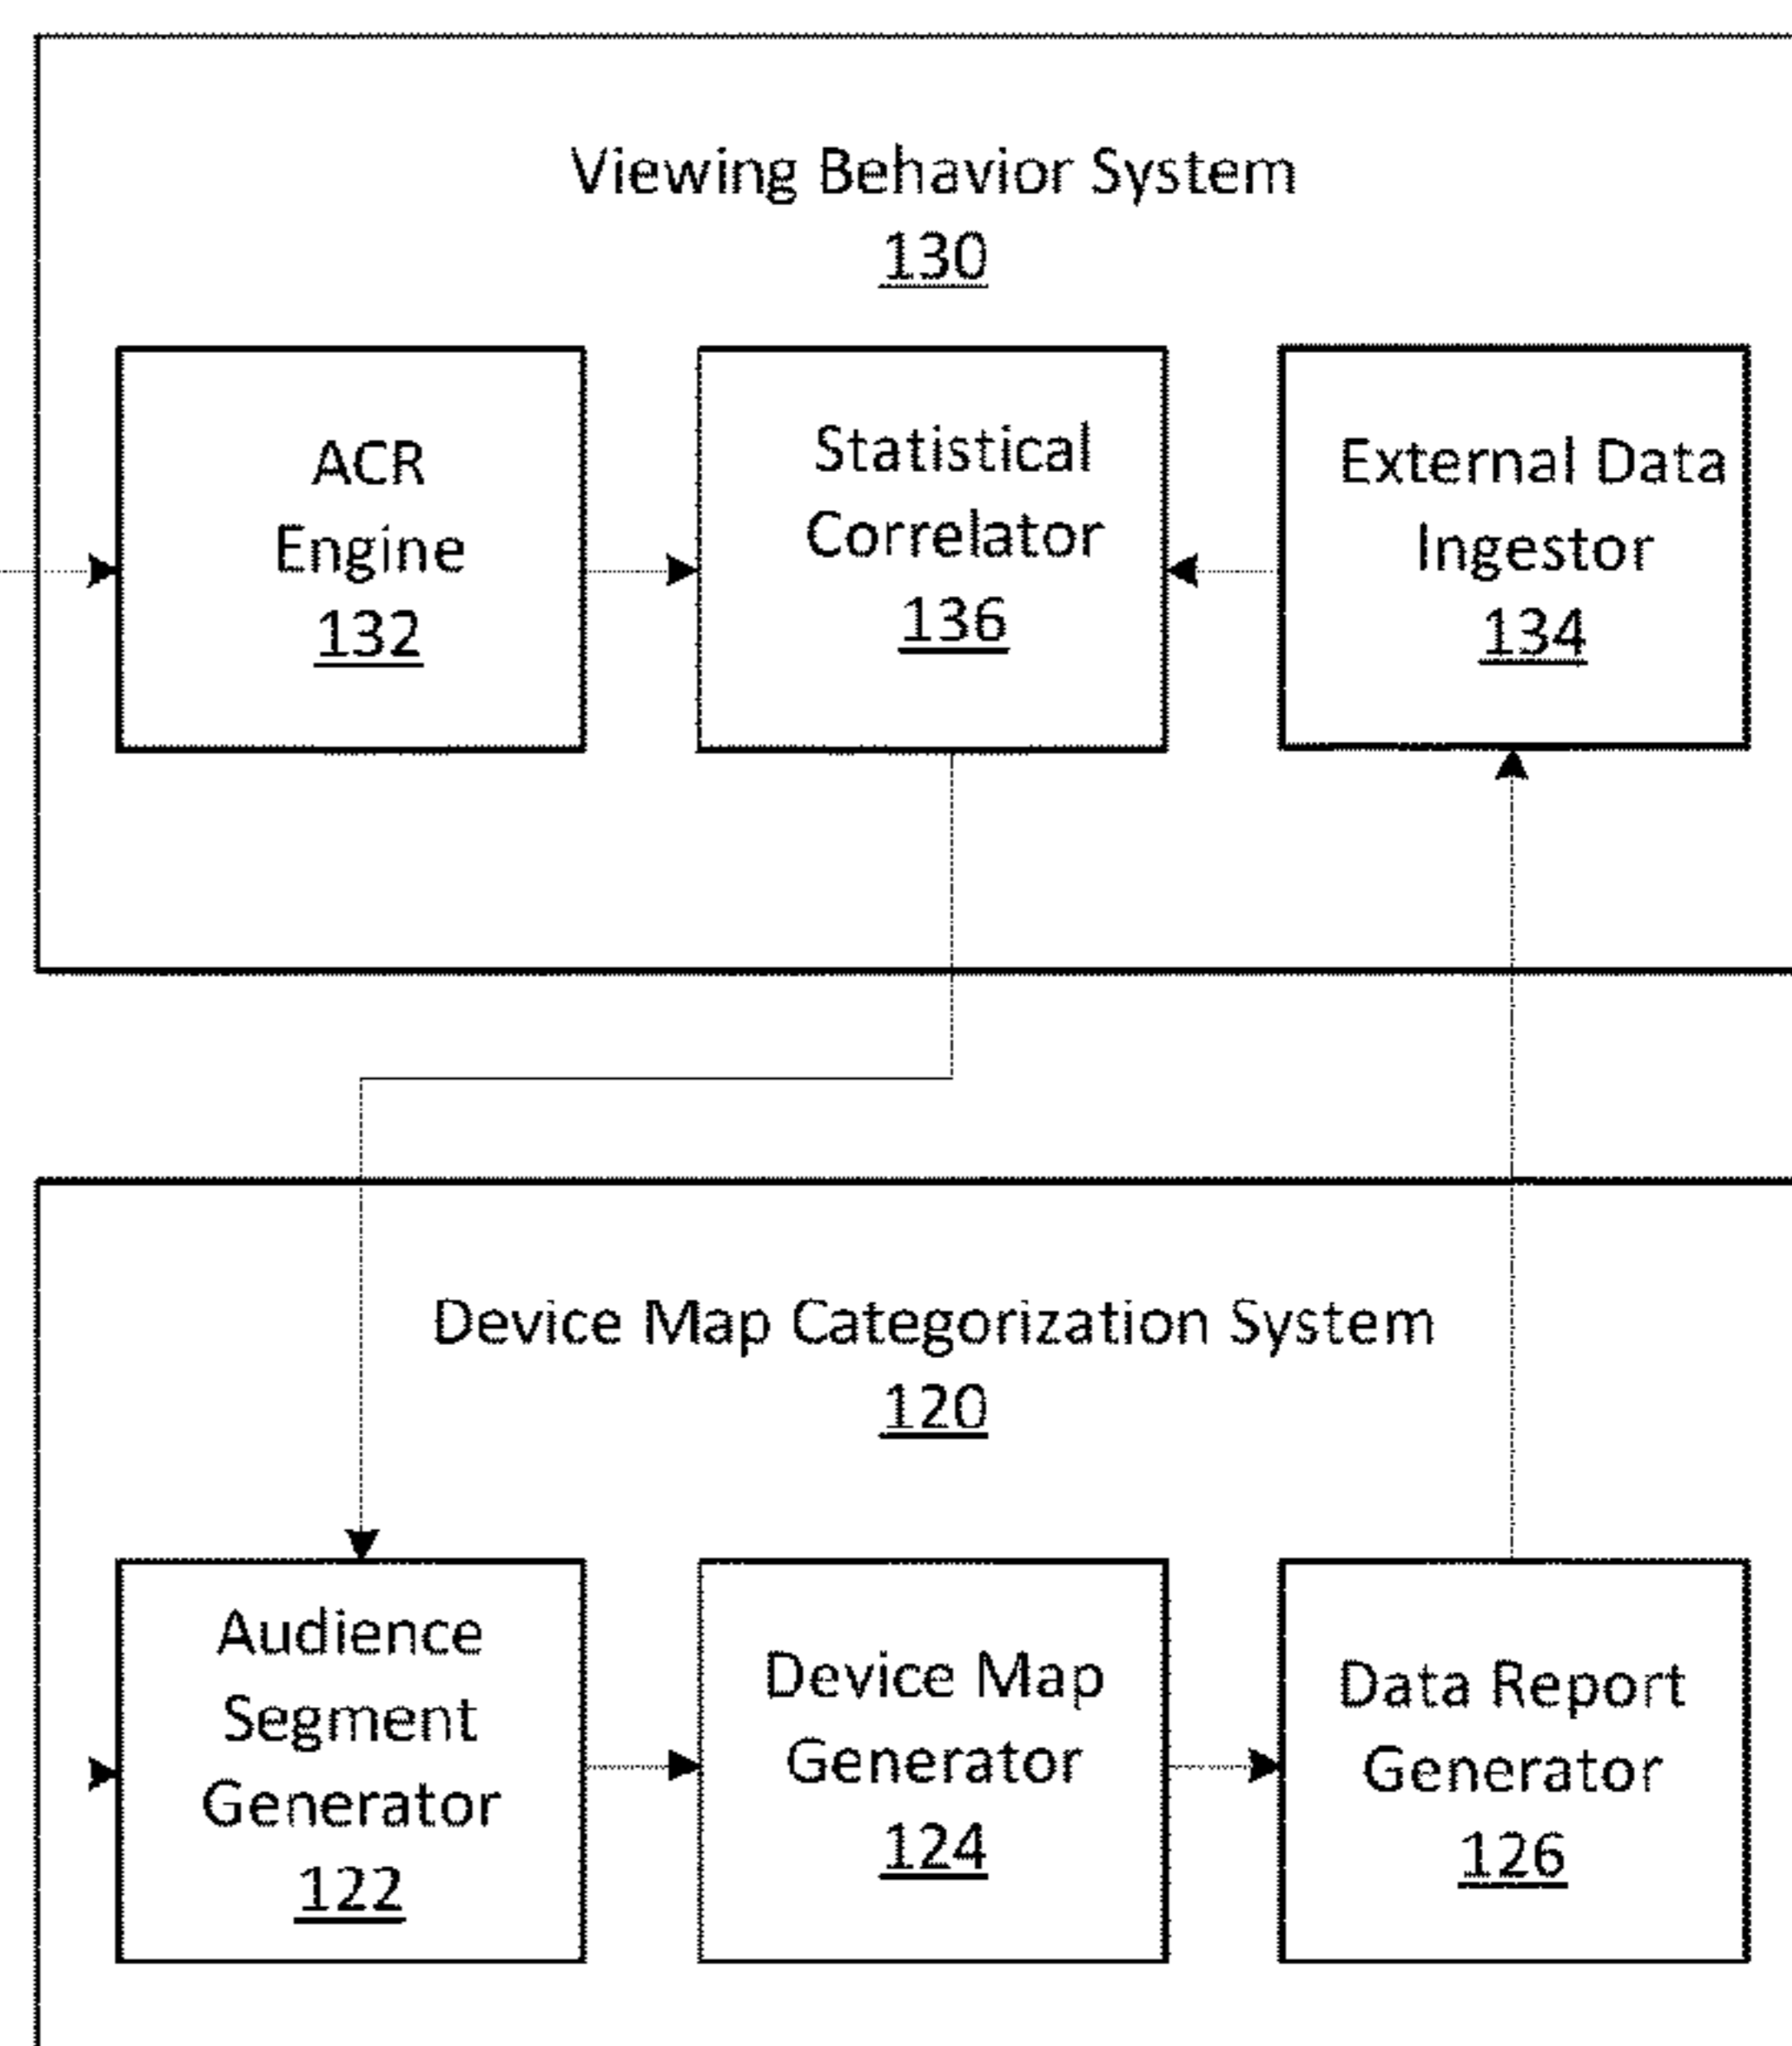 Viewing Behavior System
130
ACR
Engine
132
Statistical
Correlator
136
External Data
Ingestor
134
Device Map Categorization System
120
Audience
Segment
Generator
122
Device Map
Generator
124
Data Report
Generator
126